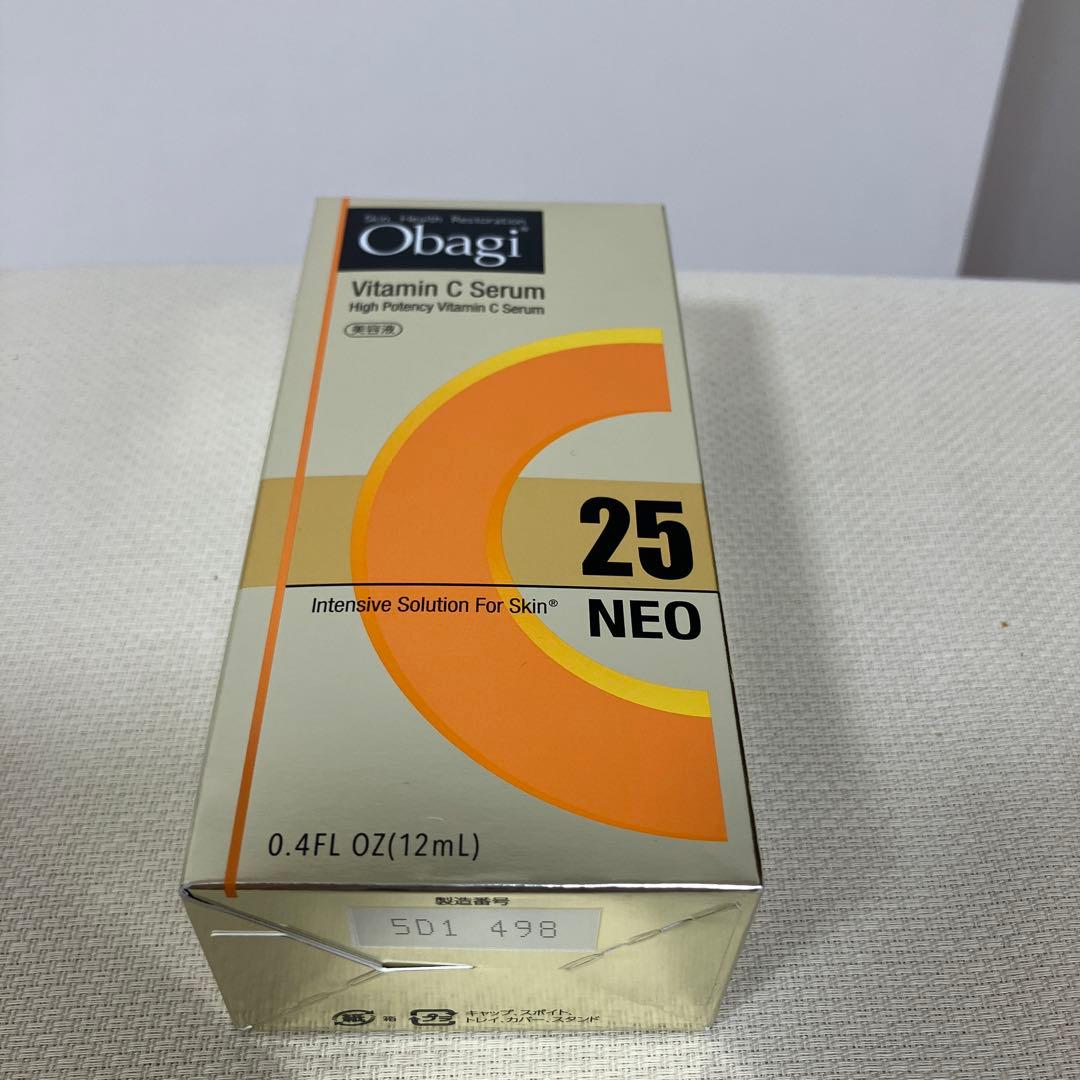 Skin Health Restoration
Obagi®
Vitamin C Serum
High Potency Vitamin C Serum
美容液
25
NEO
Intensive Solution For Skin®
0.4FL OZ(12mL)
製造番号
5D1 498
紙 箱
プラ キャップ、スポイト、
トレイ、カバー、スタンド